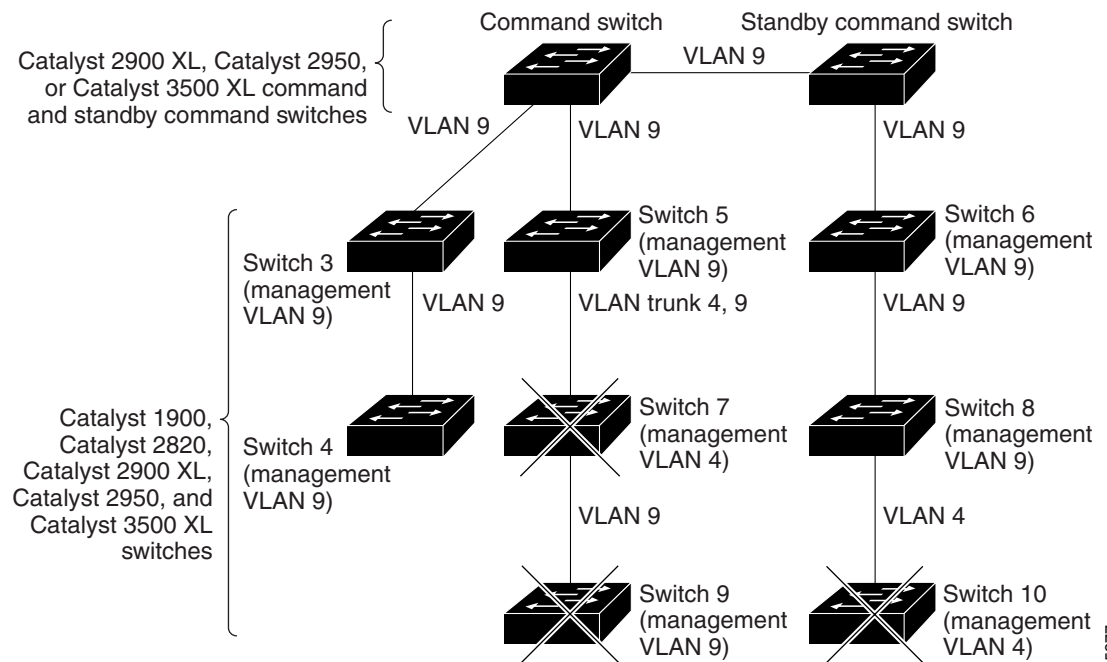 Command switch
Standby command switch
Catalyst 2900 XL, Catalyst 2950,
or Catalyst 3500 XL command
and standby command switches
VLAN 9
VLAN 9
VLAN 9
VLAN 9
Switch 3
(management
VLAN 9)
Switch 5
(management
VLAN 9)
Switch 6
(management
VLAN 9)
VLAN 9
VLAN trunk 4, 9
VLAN 9
Catalyst 1900,
Catalyst 2820,
Catalyst 2900 XL,
Catalyst 2950, and
Catalyst 3500 XL
switches
Switch 4
(management
VLAN 9)
Switch 7
(management
VLAN 4)
Switch 8
(management
VLAN 9)
VLAN 9
VLAN 4
Switch 9
(management
VLAN 9)
Switch 10
(management
VLAN 4)